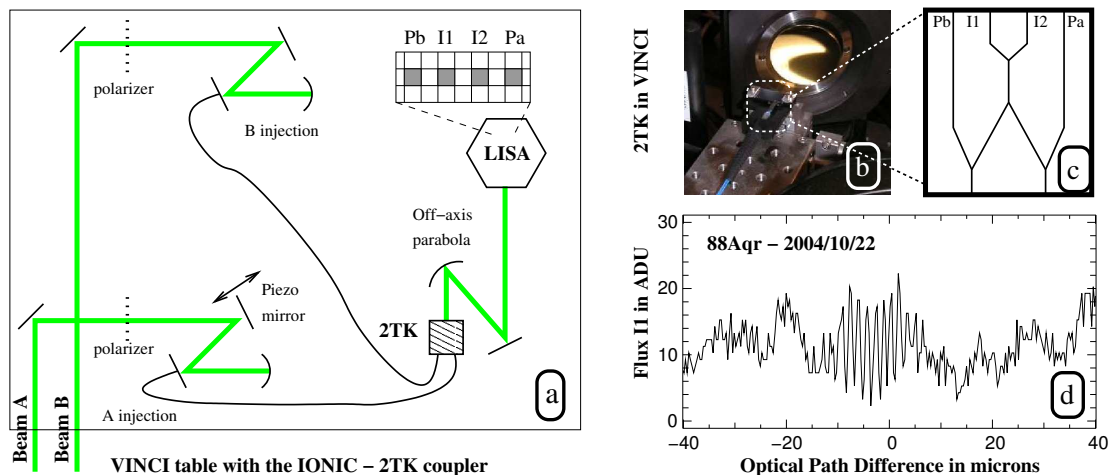 Pb I1 I2 Pa
polarizer
B injection
LISA
Off−axis
parabola
Piezo
mirror
2TK
polarizer
A injection
Beam A
Beam B
a
VINCI table with the IONIC − 2TK coupler
2TK in VINCI
b
Pb I1 I2 Pa
c
88Aqr − 2004/10/22
Flux I1 in ADU
30
20
10
0
d
−40 −20 0 20 40
Optical Path Difference in microns